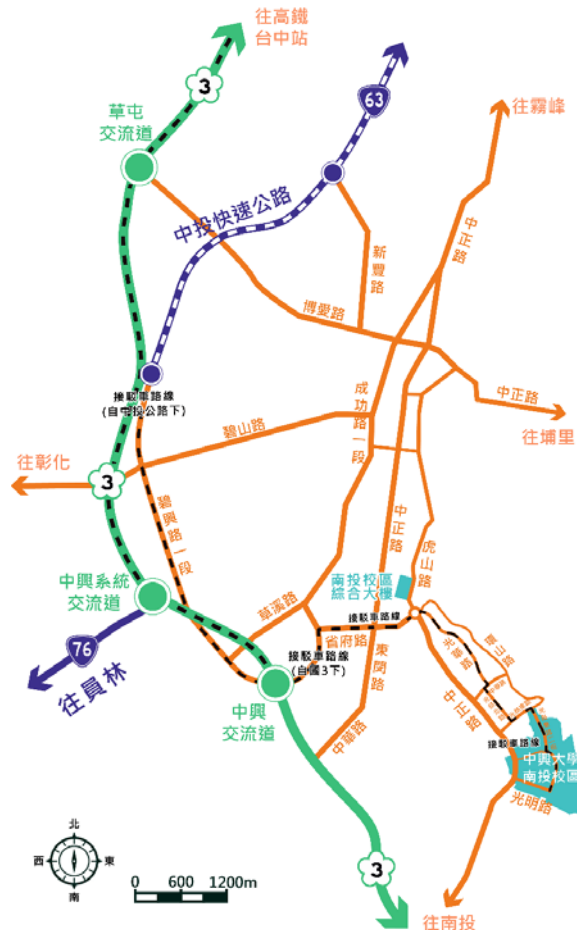 往高鐵
台中站
3
63
草屯
交流道
往霧峰
中投快速公路
中正路
新豐路
博愛路
中正路
往埔里
接駁車路線
(自中投公路下)
成功路一段
碧山路
往彰化
3
碧興路一段
中正路
虎山路
中興系統
交流道
南投校區
綜合大樓
草溪路
接駁車路線
省府路
76
往員林
接駁車路線
(自國3下)
東閔路
光華路
中興
交流道
中華路
中正路
接駁車路線
中興大學
南投校區
光明路
北
西
東
南
0 600 1200m
3
往南投